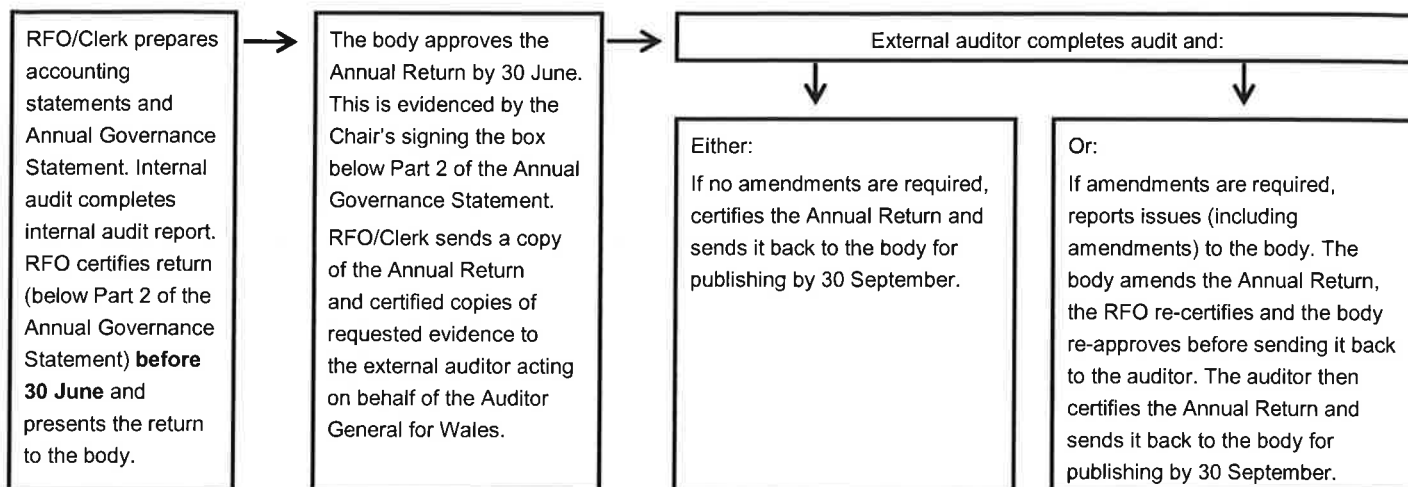 RFO/Clerk prepares
accounting
statements and
Annual Governance
Statement. Internal
audit completes
internal audit report.
RFO certifies return
(below Part 2 of the
Annual Governance
Statement) before
30 June and
presents the return
to the body.
The body approves the
Annual Return by 30 June.
This is evidenced by the
Chair's signing the box
below Part 2 of the Annual
Governance Statement.
RFO/Clerk sends a copy
of the Annual Return
and certified copies of
requested evidence to
the external auditor acting
on behalf of the Auditor
General for Wales.
External auditor completes audit and:
Either:
If no amendments are required,
certifies the Annual Return and
sends it back to the body for
publishing by 30 September.
Or:
If amendments are required,
reports issues (including
amendments) to the body. The
body amends the Annual Return,
the RFO re-certifies and the body
re-approves before sending it back
to the auditor. The auditor then
certifies the Annual Return and
sends it back to the body for
publishing by 30 September.